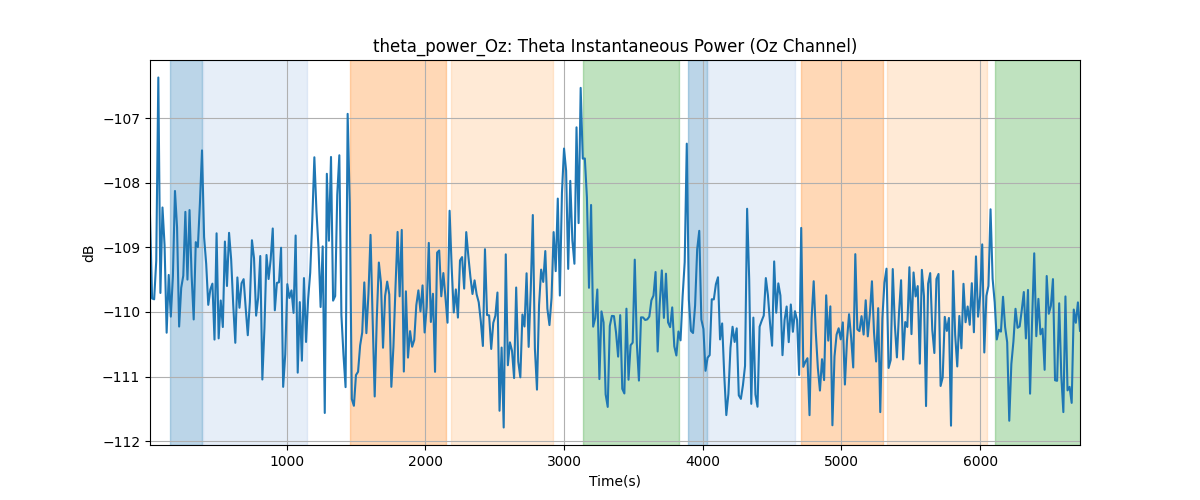 theta_power_Oz: Theta Instantaneous Power (Oz Channel)
−107
−108
−109
−110
−111
−112
dB
1000 2000 3000 4000 5000 6000
Time(s)